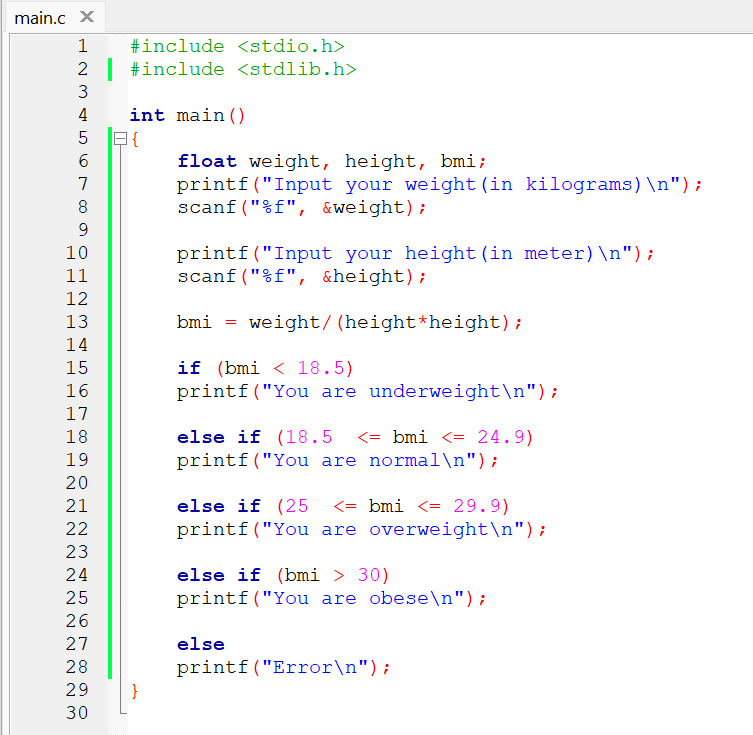 main.c
1 #include <stdio.h>
2 #include <stdlib.h>
3
4 int main()
5 {
6     float weight, height, bmi;
7     printf("Input your weight(in kilograms)\n");
8     scanf("%f", &weight);
9
10     printf("Input your height(in meter)\n");
11     scanf("%f", &height);
12
13     bmi = weight/(height*height);
14
15     if (bmi < 18.5)
16     printf("You are underweight\n");
17
18     else if (18.5  <= bmi <= 24.9)
19     printf("You are normal\n");
20
21     else if (25  <= bmi <= 29.9)
22     printf("You are overweight\n");
23
24     else if (bmi > 30)
25     printf("You are obese\n");
26
27     else
28     printf("Error\n");
29 }
30